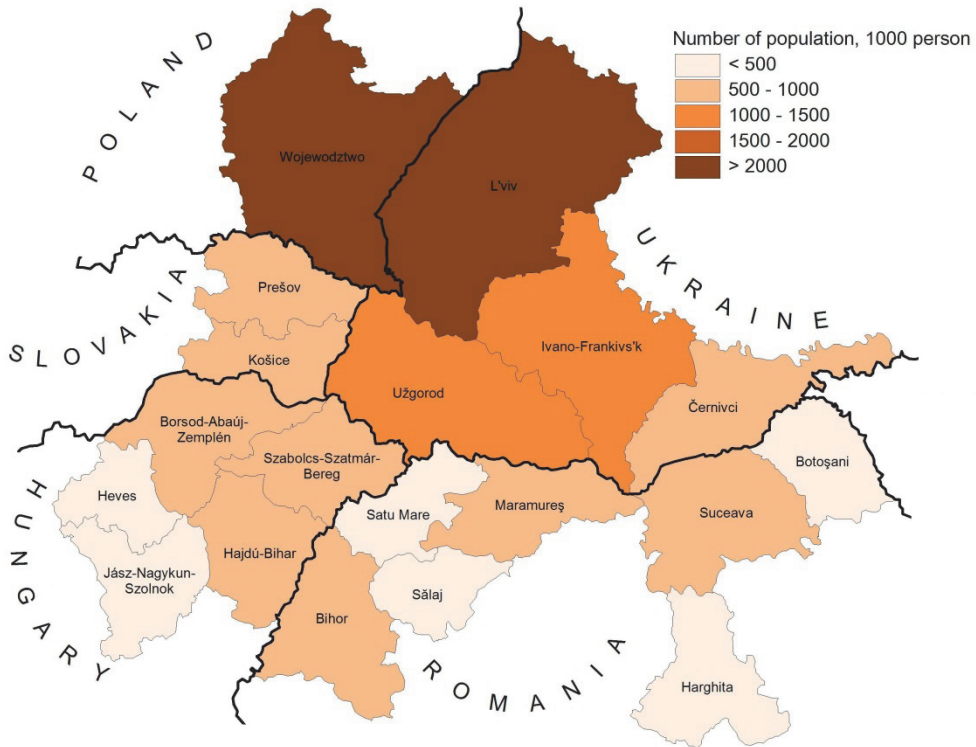 Number of population, 1000 person
< 500
500 - 1000
1000 - 1500
1500 - 2000
> 2000
POLAND
Wojewodztwo
L'viv
UKRAINE
SLOVAKIA
Prešov
Košice
Ivano-Frankivs'k
Užgorod
Černivci
Borsod-Abaúj-
Zemplén
Szabolcs-Szatmár-
Bereg
Botoşani
HUNGARY
Heves
Satu Mare
Maramureş
Suceava
Hajdú-Bihar
Jász-Nagykun-
Szolnok
Sălaj
Bihor
ROMANIA
Harghita